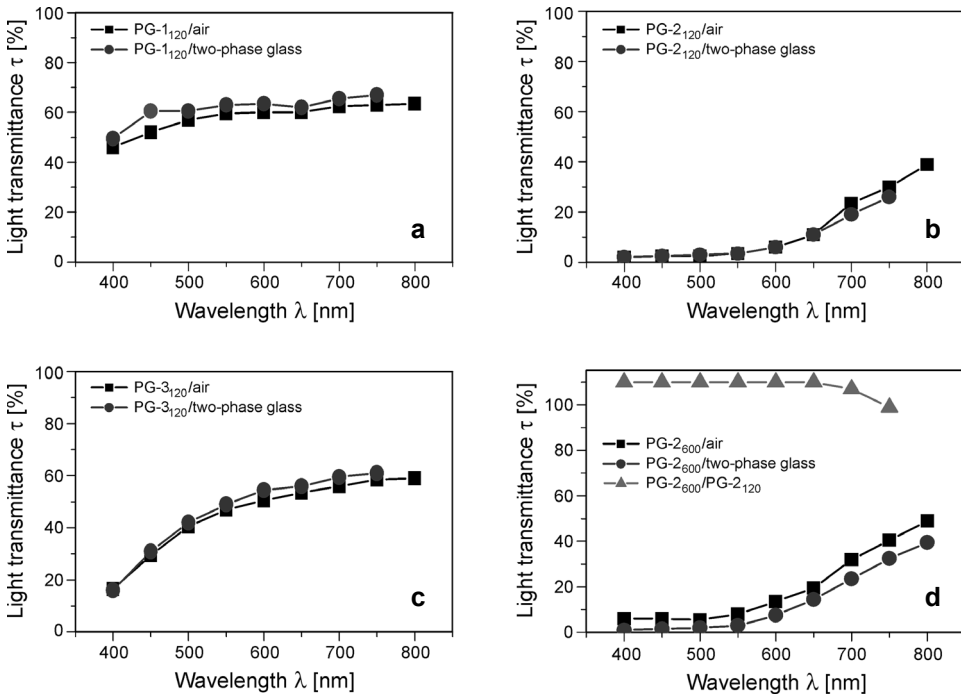 PG-1₁₂₀/air
PG-1₁₂₀/two-phase glass
Light transmittance τ [%]
100
80
60
40
20
0
a
400 500 600 700 800
Wavelength λ [nm]
PG-2₁₂₀/air
PG-2₁₂₀/two-phase glass
Light transmittance τ [%]
100
80
60
40
20
0
b
400 500 600 700 800
Wavelength λ [nm]
PG-3₁₂₀/air
PG-3₁₂₀/two-phase glass
Light transmittance τ [%]
100
80
60
40
20
0
c
400 500 600 700 800
Wavelength λ [nm]
PG-2₆₀₀/air
PG-2₆₀₀/two-phase glass
PG-2₆₀₀/PG-2₁₂₀
Light transmittance τ [%]
100
80
60
40
20
0
d
400 500 600 700 800
Wavelength λ [nm]